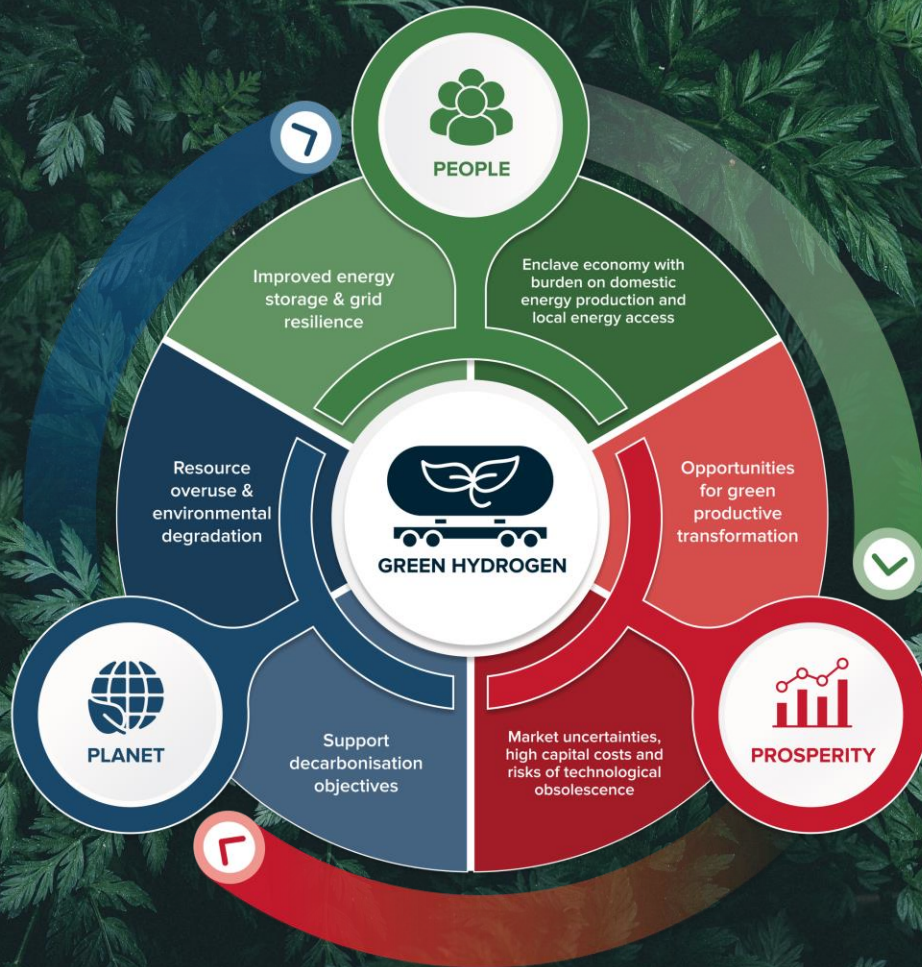 PEOPLE
Improved energy
storage & grid
resilience
Enclave economy with
burden on domestic
energy production and
local energy access
Resource
overuse &
environmental
degradation
GREEN HYDROGEN
Opportunities
for green
productive
transformation
PLANET
Support
decarbonisation
objectives
Market uncertainties,
high capital costs and
risks of technological
obsolescence
PROSPERITY